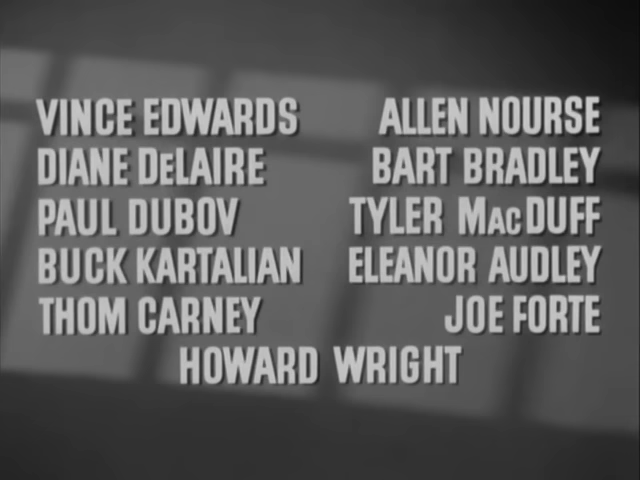 VINCE EDWARDS ALLEN NOURSE
DIANE DeLAIRE BART BRADLEY
PAUL DUBOV TYLER MacDUFF
BUCK KARTALIAN ELEANOR AUDLEY
THOM CARNEY JOE FORTE
HOWARD WRIGHT